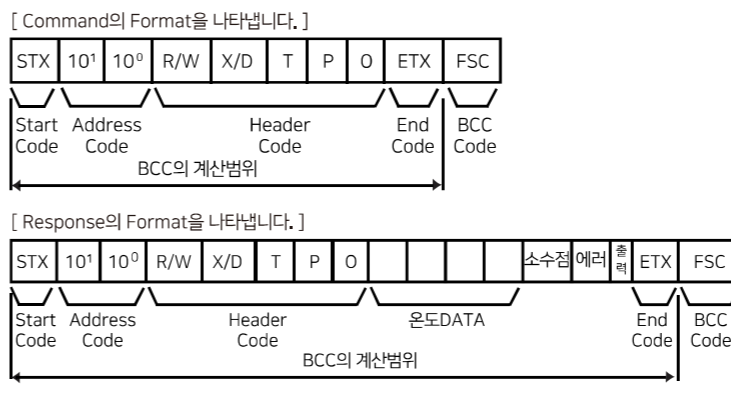 [ Command의 Format을 나타냅니다. ]
STX 10¹ 10⁰ R/W X/D T P O ETX FSC
Start Code Address Code Header Code End Code BCC Code
BCC의 계산범위
[ Response의 Format을 나타냅니다. ]
STX 10¹ 10⁰ R/W X/D T P O 소수점 에러 출력 ETX FSC
Start Code Address Code Header Code 온도DATA End Code BCC Code
BCC의 계산범위